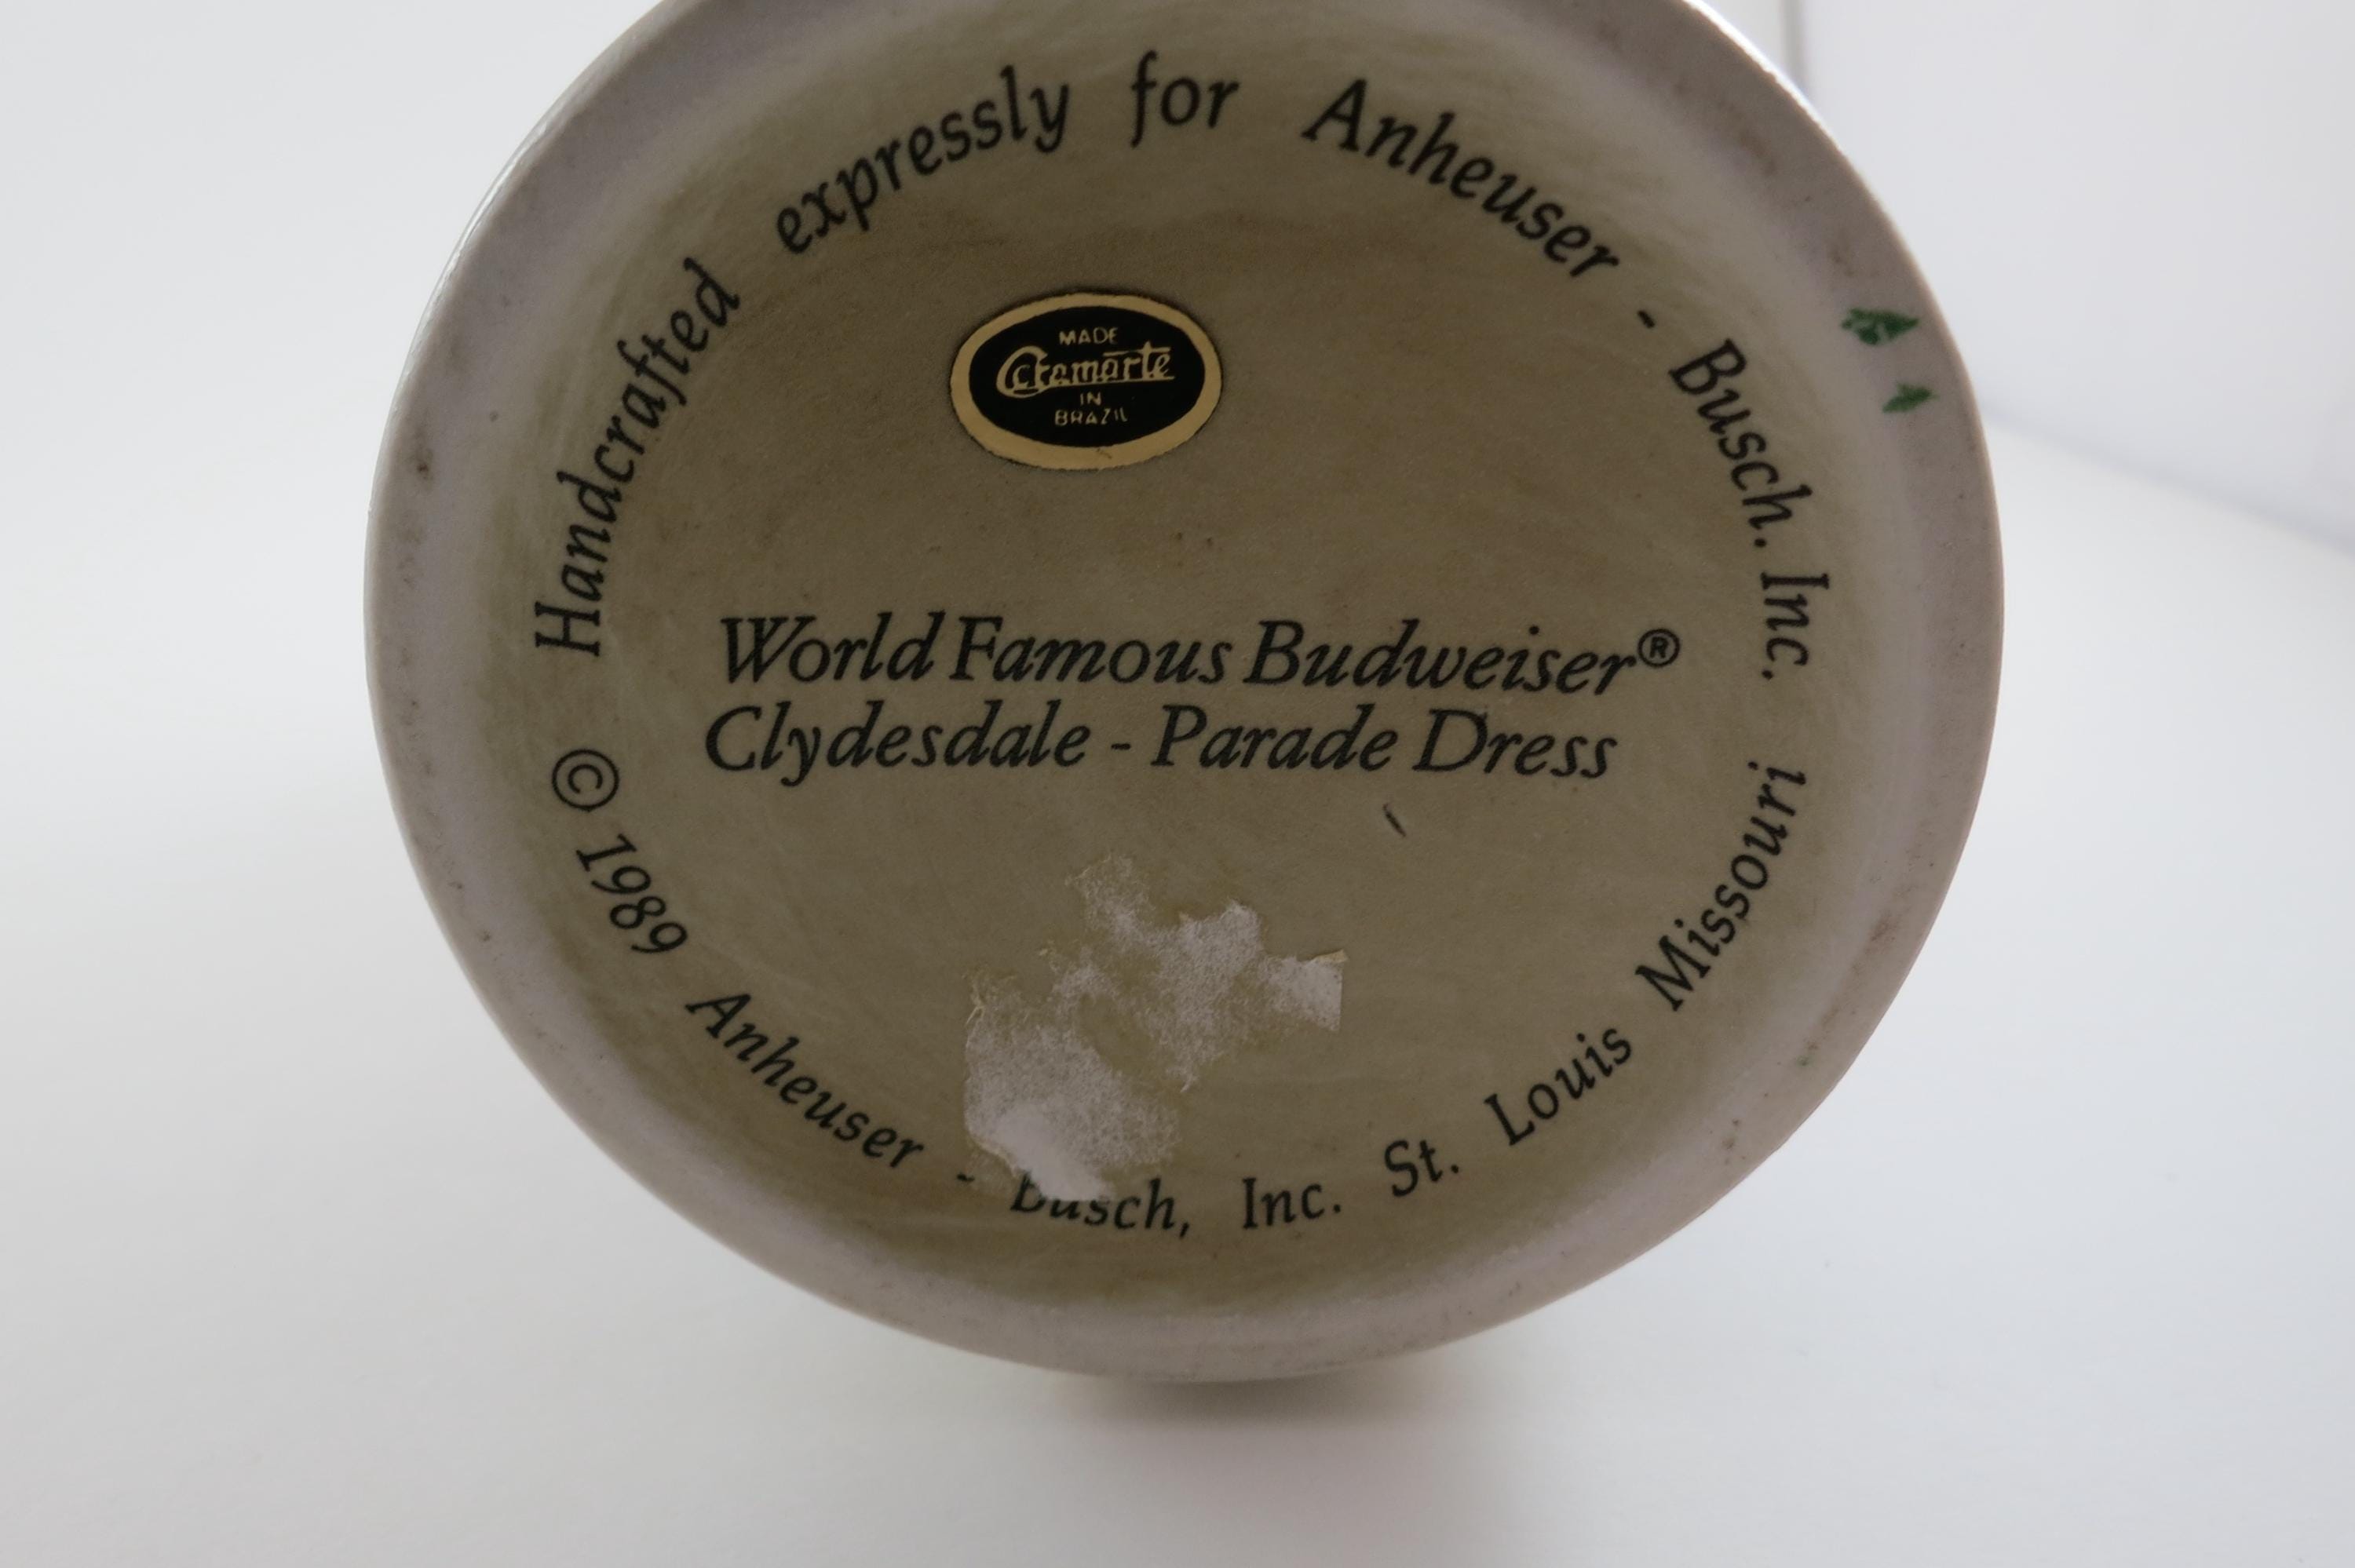 Handcrafted expressly for Anheuser - Busch. Inc.
MADE
Ceramarte
IN
BRAZIL
World Famous Budweiser®
Clydesdale - Parade Dress
© 1989 Anheuser - Busch, Inc. St. Louis Missouri